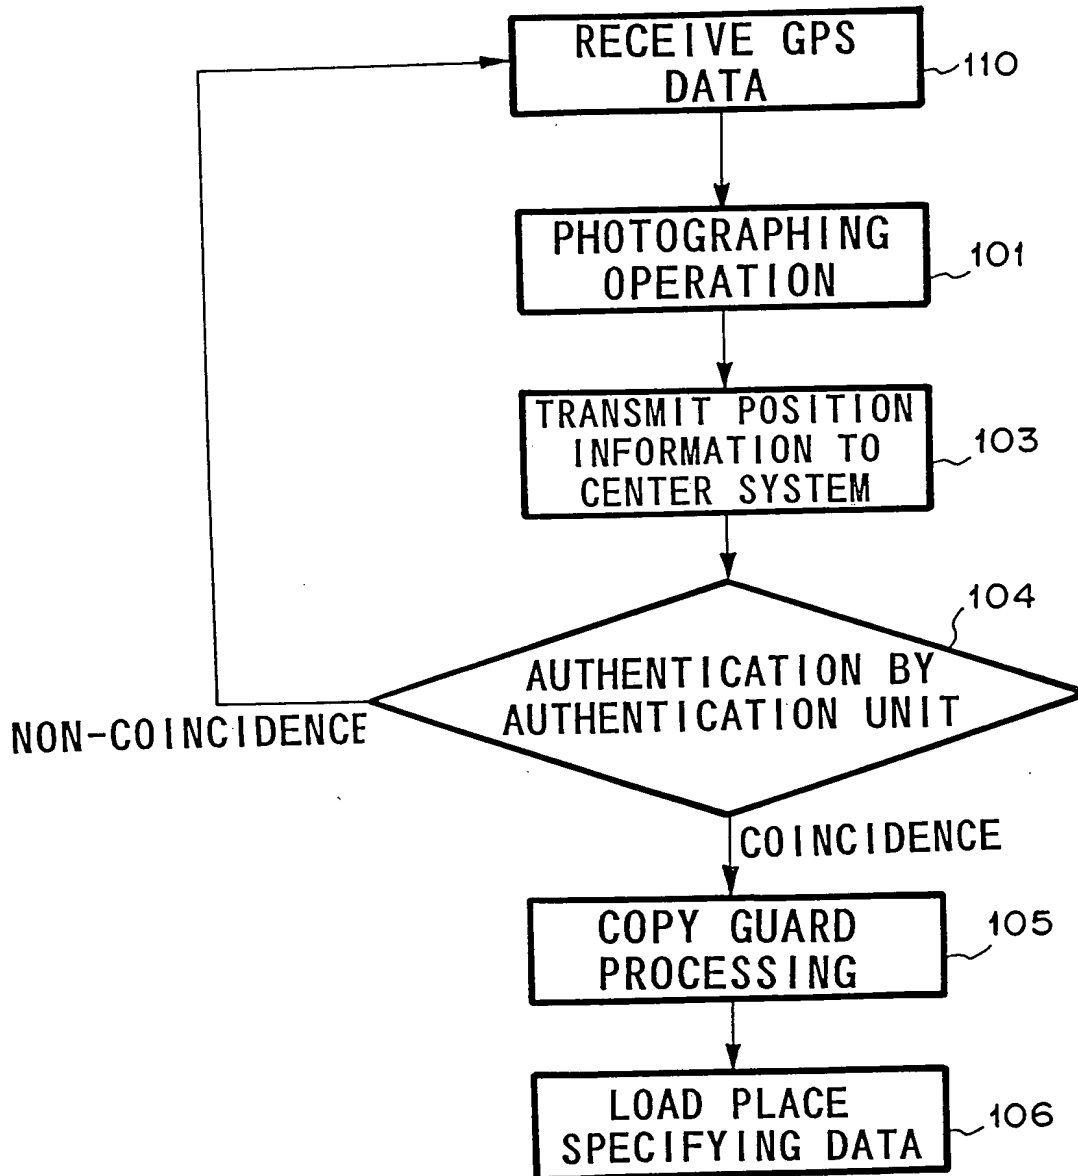 RECEIVE GPS
DATA
110
PHOTOGRAPHING
OPERATION
101
TRANSMIT POSITION
INFORMATION TO
CENTER SYSTEM
103
104
AUTHENTICATION BY
AUTHENTICATION UNIT
NON-COINCIDENCE
COINCIDENCE
COPY GUARD
PROCESSING
105
LOAD PLACE
SPECIFYING DATA
106